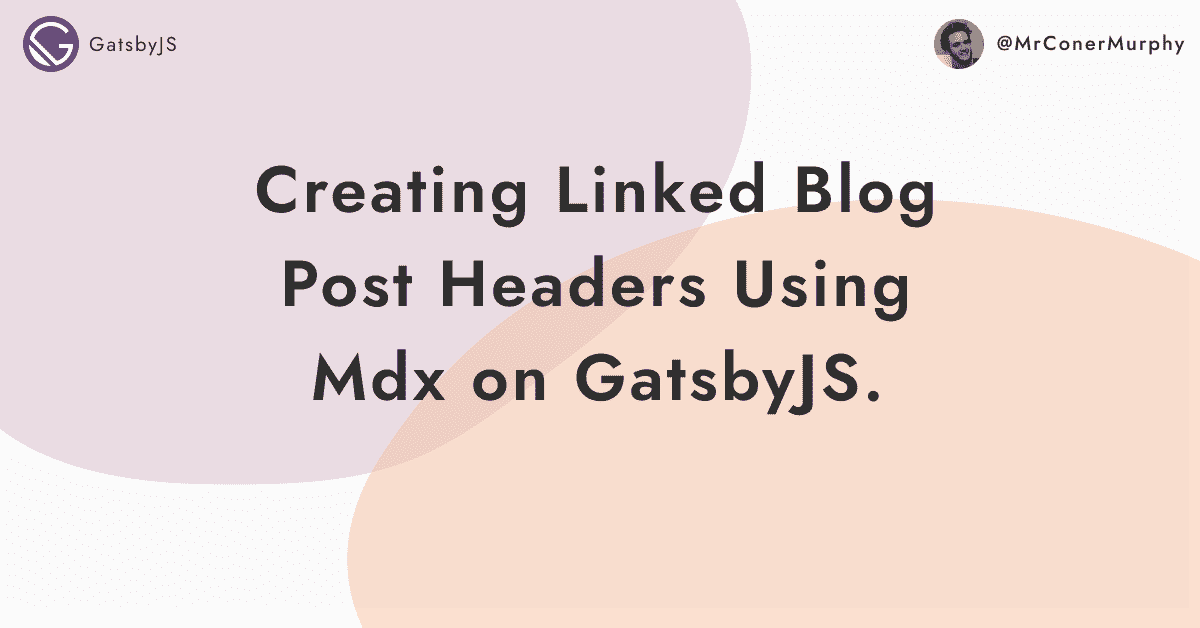 GatsbyJS
@MrConerMurphy
Creating Linked Blog
Post Headers Using
Mdx on GatsbyJS.